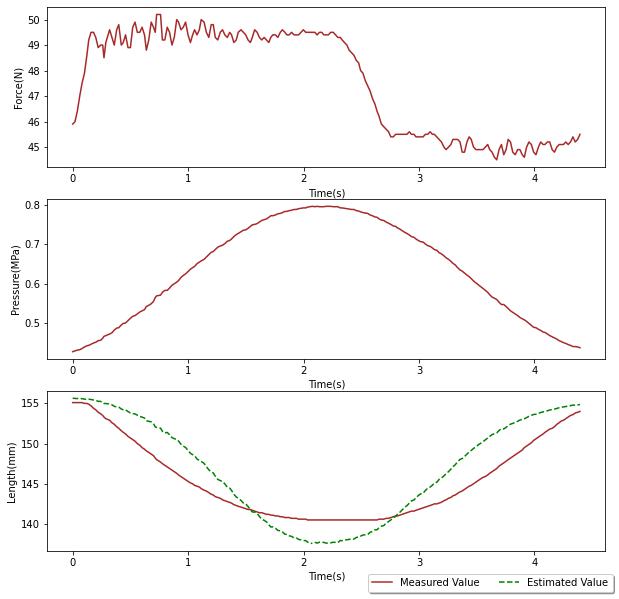 50
49
48
47
46
45
Force(N)
0 1 2 3 4
Time(s)
0.8
0.7
0.6
0.5
Pressure(MPa)
0 1 2 3 4
Time(s)
155
150
145
140
Length(mm)
0 1 2 3 4
Time(s)
Measured Value Estimated Value